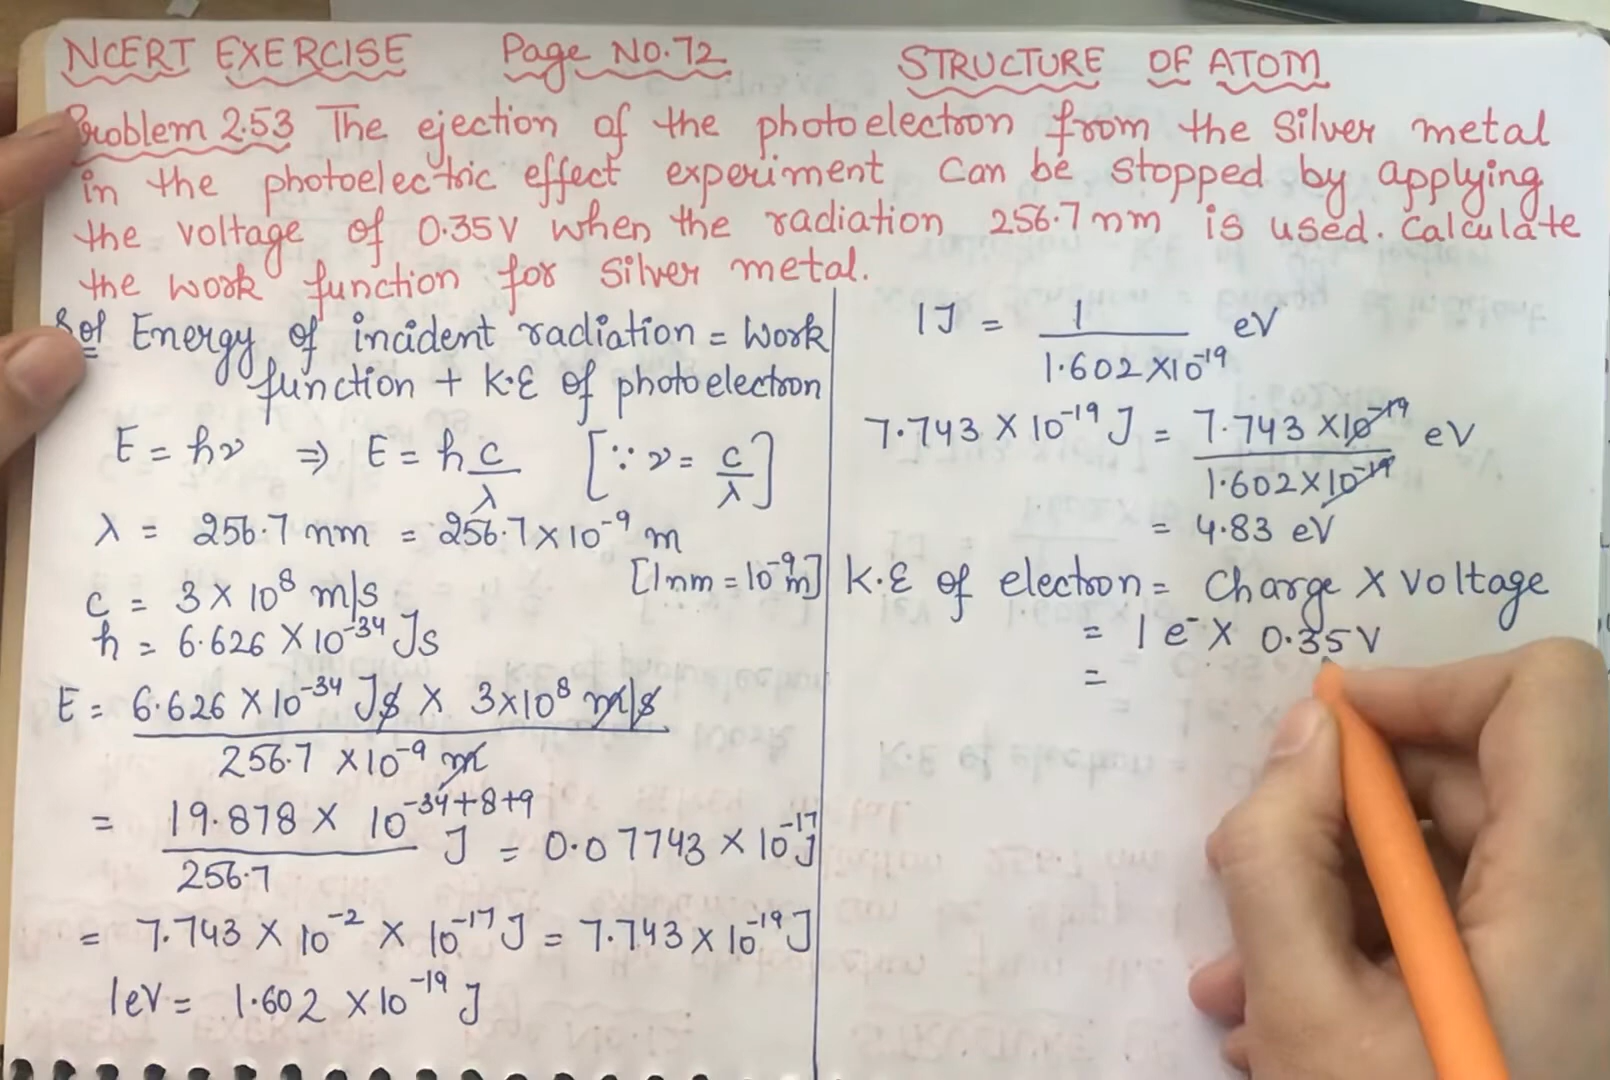 NCERT EXERCISE Page No.72 STRUCTURE OF ATOM
Problem 2.53 The ejection of the photoelectron from the silver metal
in the photoelectric effect experiment can be stopped by applying
the voltage of 0.35V when the radiation 256.7 nm is used. Calculate
the work function for silver metal.
Sol Energy of incident radiation = Work
function + K.E of photoelectron
E = hν ⇒ E = h c/λ [∵ ν = c/λ]
λ = 256.7 nm = 256.7 × 10⁻⁹ m
[1nm = 10⁻⁹m]
c = 3 × 10⁸ m/s
h = 6.626 × 10⁻³⁴ Js
E = 6.626 × 10⁻³⁴ Js × 3×10⁸ m/s
256.7 × 10⁻⁹ m
= 19.878 × 10⁻³⁴⁺⁸⁺⁹ J = 0.07743 × 10⁻¹⁷ J
256.7
= 7.743 × 10⁻² × 10⁻¹⁷ J = 7.743 × 10⁻¹⁹ J
1eV = 1.602 × 10⁻¹⁹ J
1J = 1 eV
1.602 ×10⁻¹⁹
7.743 × 10⁻¹⁹ J = 7.743 ×10⁻¹⁹ eV
1.602×10⁻¹⁹
= 4.83 eV
K.E of electron = Charge × voltage
= 1 e⁻ × 0.35V
=